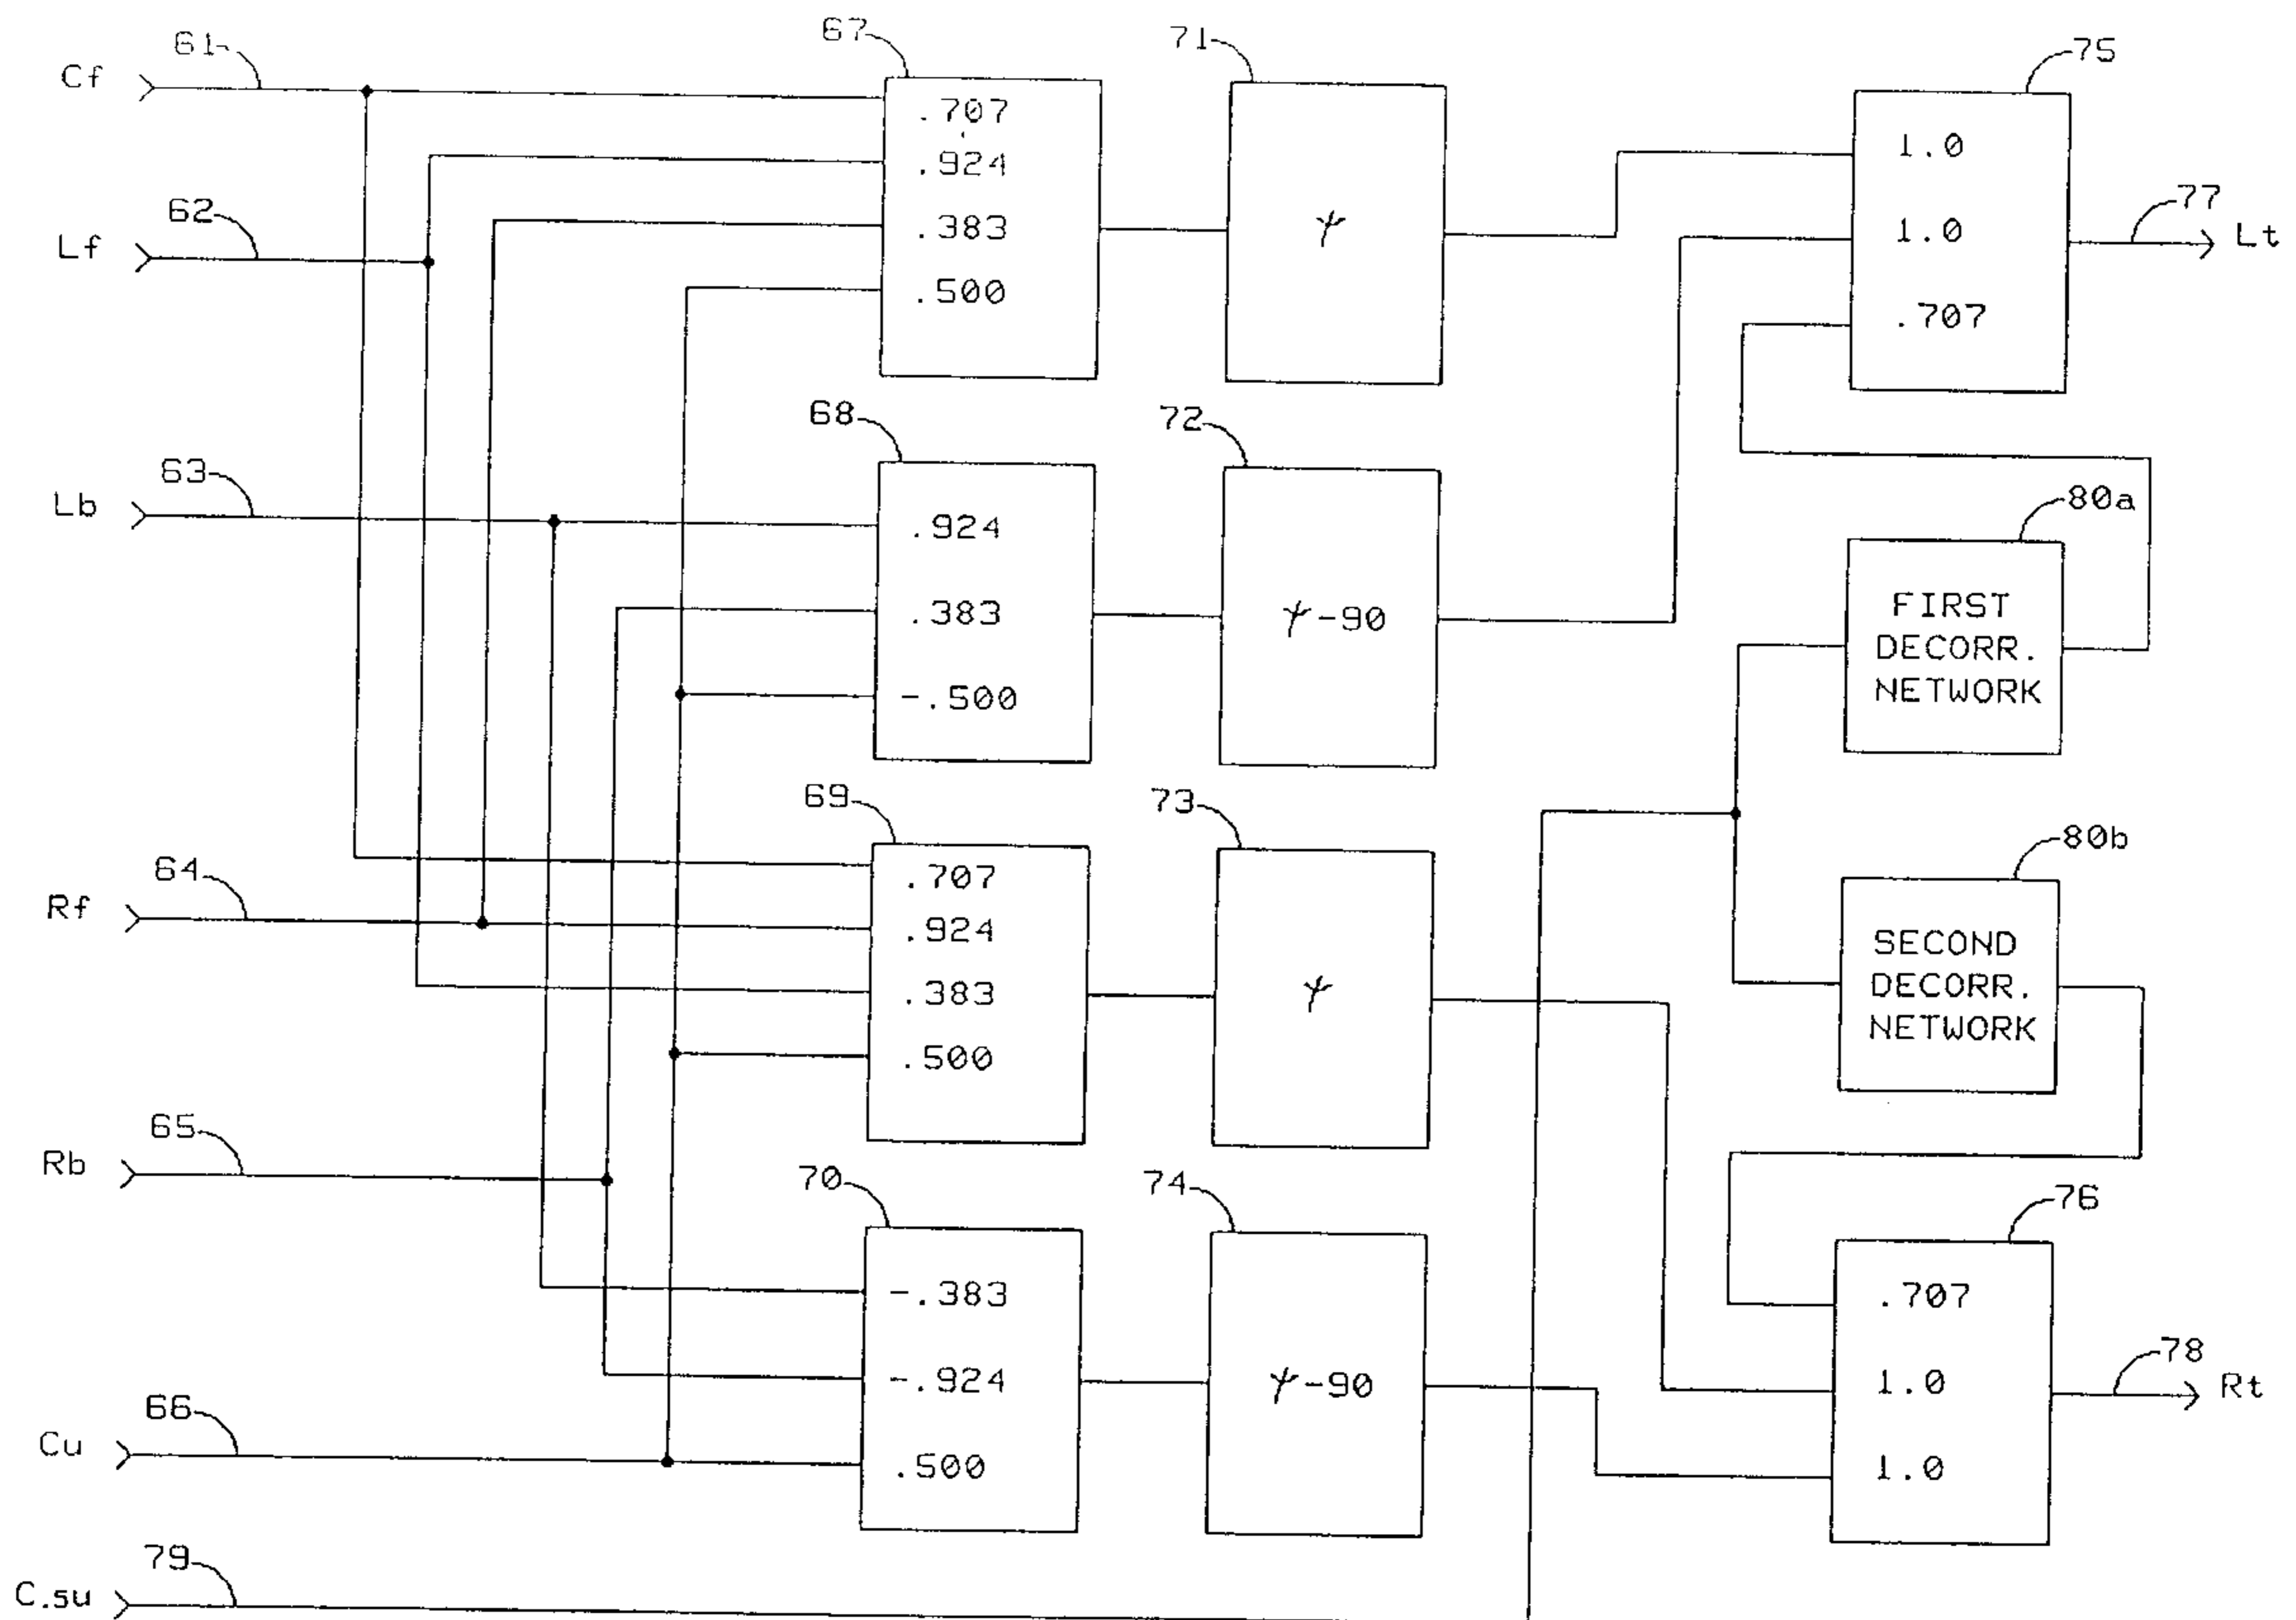 61
Cf
67
.707
.924
.383
.500
71
ψ
75
1.0
1.0
.707
77
Lt
62
Lf
63
Lb
68
.924
.383
-.500
72
ψ-90
80a
FIRST
DECORR.
NETWORK
64
Rf
69
.707
.924
.383
.500
73
ψ
80b
SECOND
DECORR.
NETWORK
65
Rb
70
-.383
-.924
.500
74
ψ-90
76
.707
1.0
1.0
78
Rt
66
Cu
79
C.su